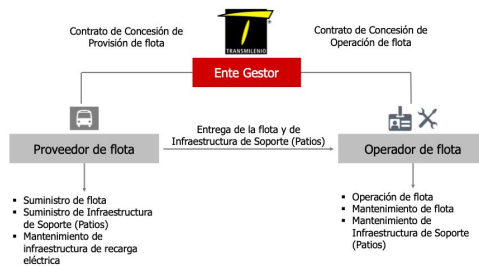 Contrato de Concesión de
Provisión de flota
TRANSMILENIO
Contrato de Concesión de
Operación de flota
Ente Gestor
Proveedor de flota
Entrega de la flota y de
Infraestructura de Soporte (Patios)
Operador de flota
▪ Suministro de flota
▪ Suministro de Infraestructura
de Soporte (Patios)
▪ Mantenimiento de
infraestructura de recarga
eléctrica
▪ Operación de flota
▪ Mantenimiento de flota
▪ Mantenimiento de
Infraestructura de Soporte
(Patios)